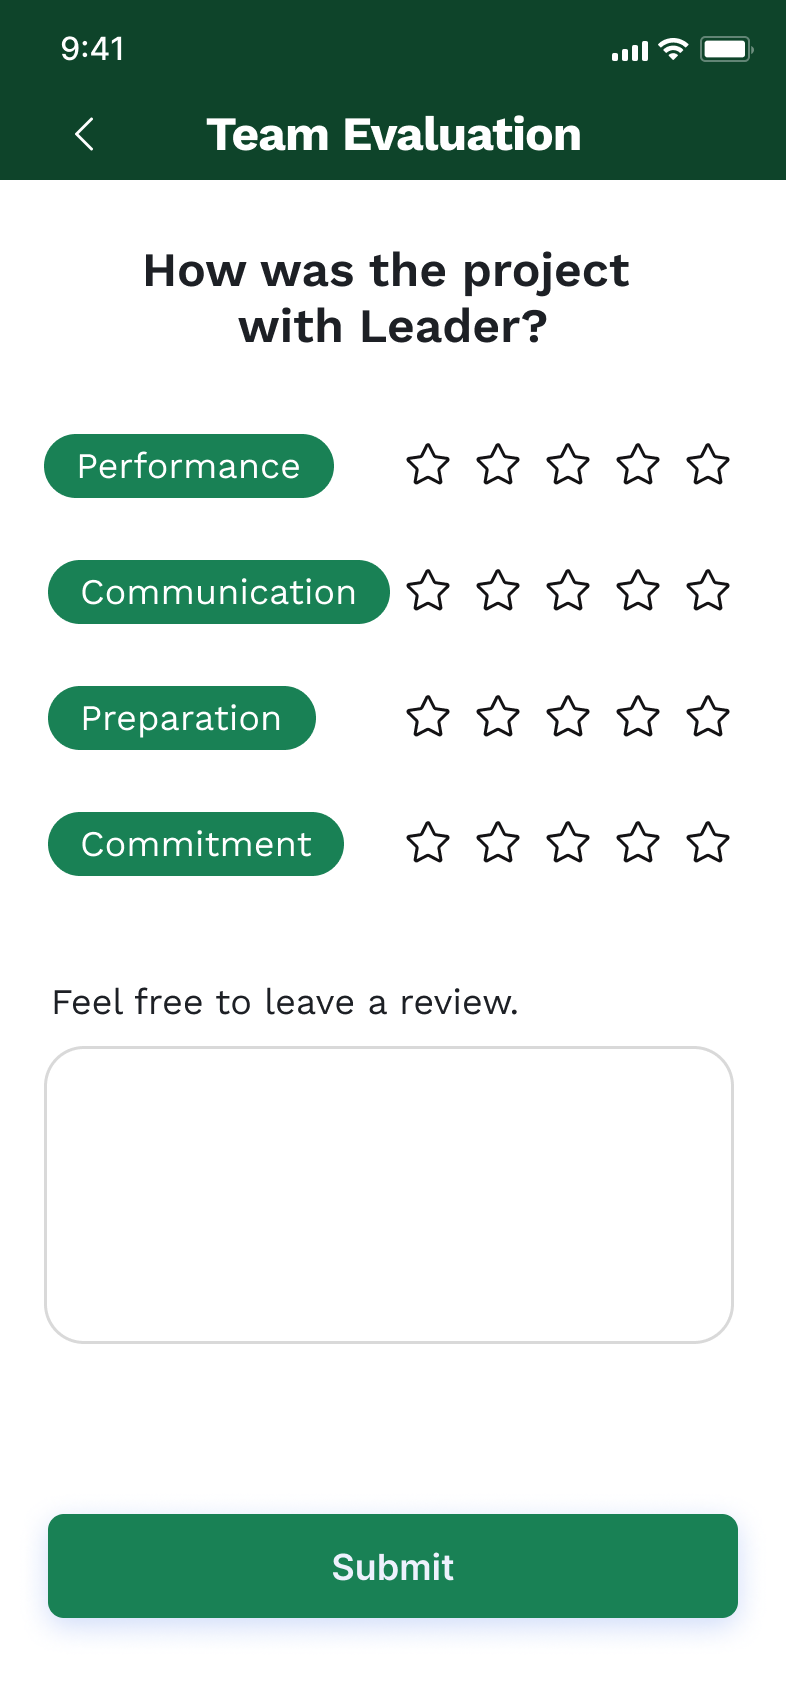 9:41
Team Evaluation
How was the project
with Leader?
Performance
Communication
Preparation
Commitment
Feel free to leave a review.
Submit